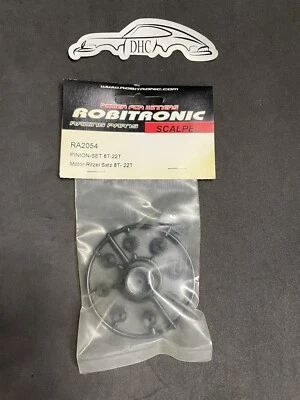 DHC
www.ROBITRONIC.com
POWER FOR WINNERS
ROBITRONIC
RACING PARTS
SCALPE
RA2054
PINION-SET 8T-22T
Motor-Ritzel Satz 8T- 22T